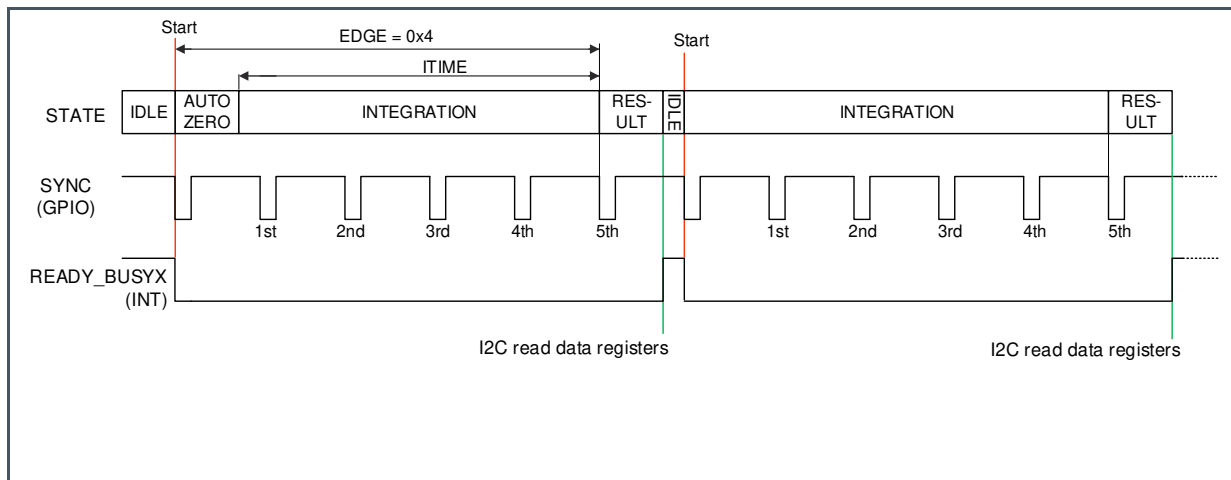 Start
EDGE = 0x4
Start
ITIME
STATE
IDLE
AUTO
ZERO
INTEGRATION
RES-
ULT
IDLE
INTEGRATION
RES-
ULT
SYNC
(GPIO)
1st 2nd 3rd 4th 5th 1st 2nd 3rd 4th 5th
READY_BUSYX
(INT)
I2C read data registers
I2C read data registers